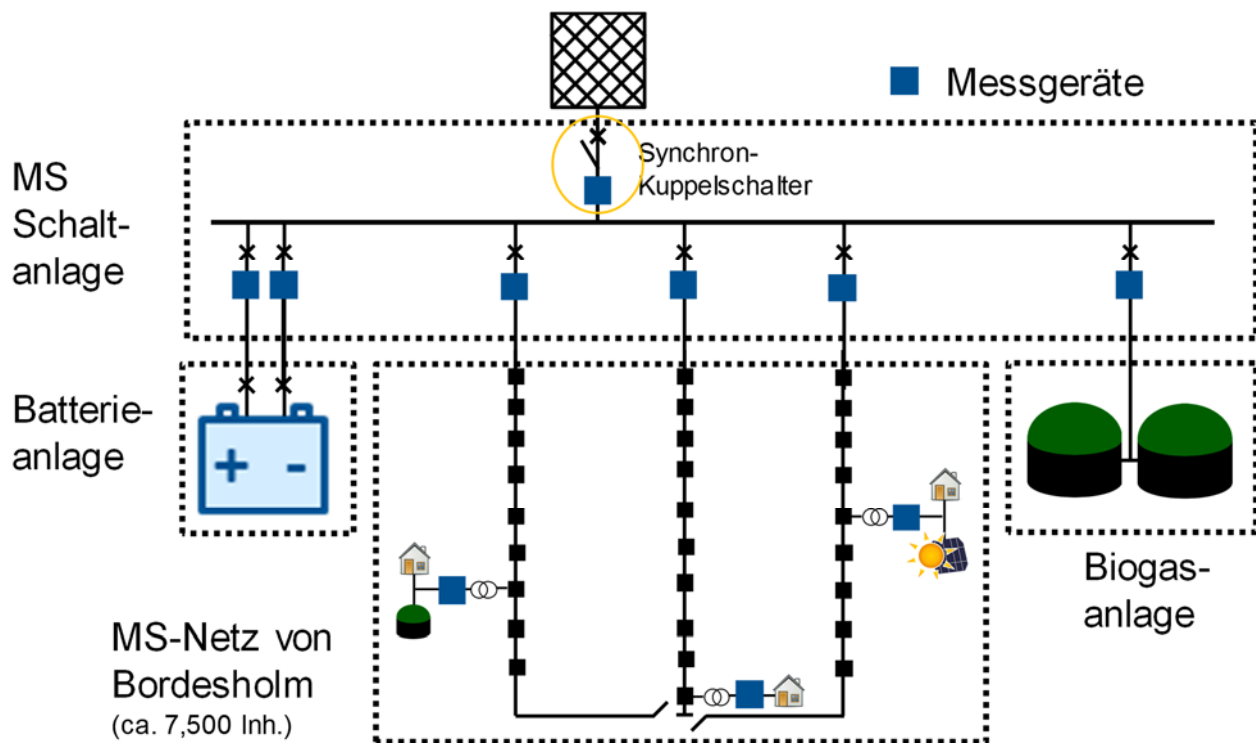 Messgeräte
Synchron-
Kuppelschalter
MS
Schalt-
anlage
Batterie-
anlage
+ -
Biogas-
anlage
MS-Netz von
Bordesholm
(ca. 7,500 Inh.)